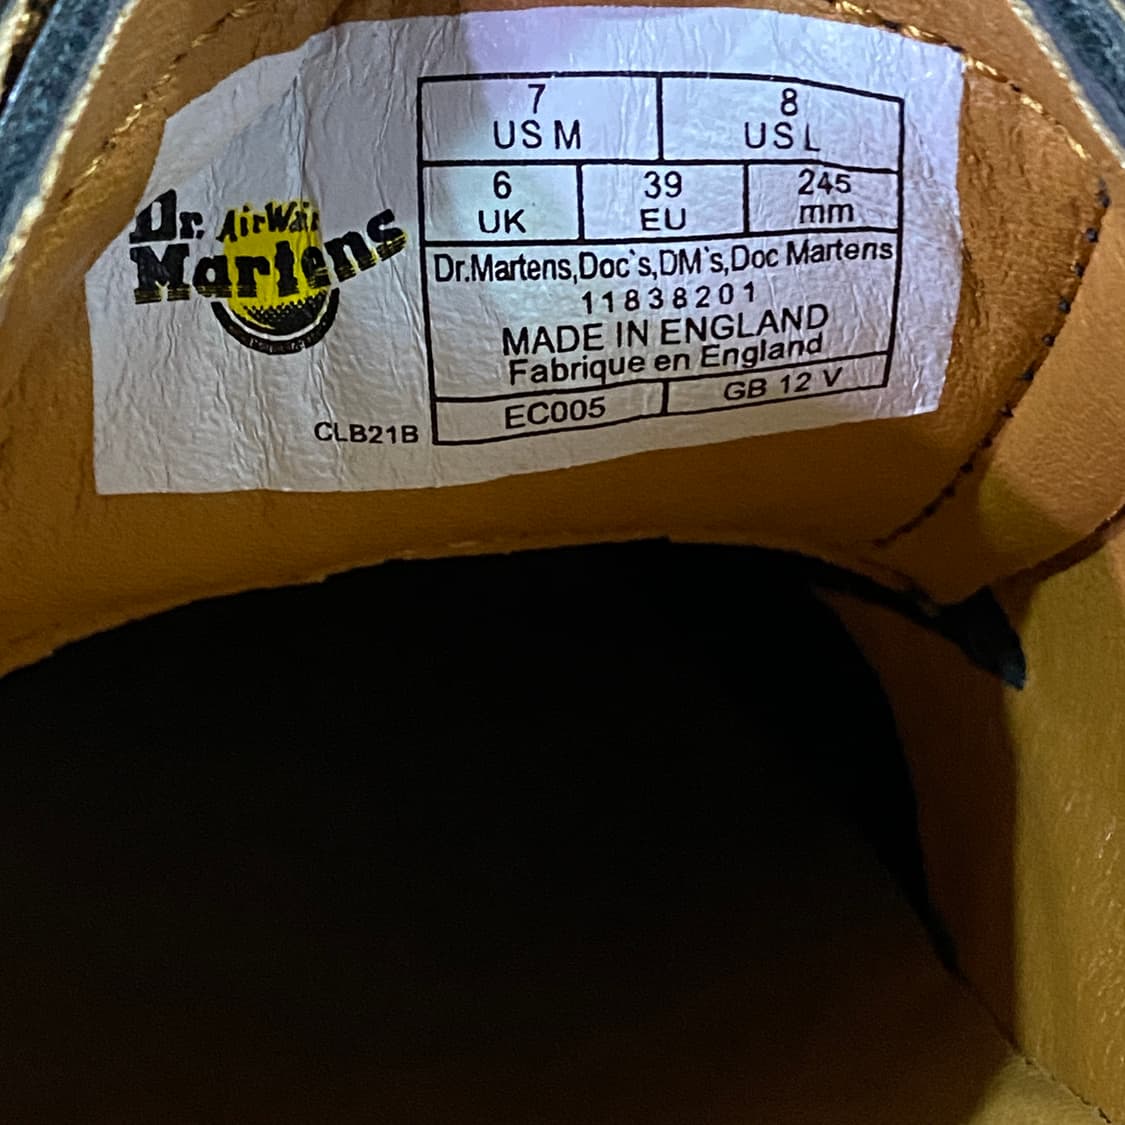 Dr. AirWair
Martens
CLB21B
7
US M
8
US L
6
UK
39
EU
245
mm
Dr.Martens,Doc`s,DM`s,Doc Martens
11838201
MADE IN ENGLAND
Fabrique en England
EC005
GB 12 V